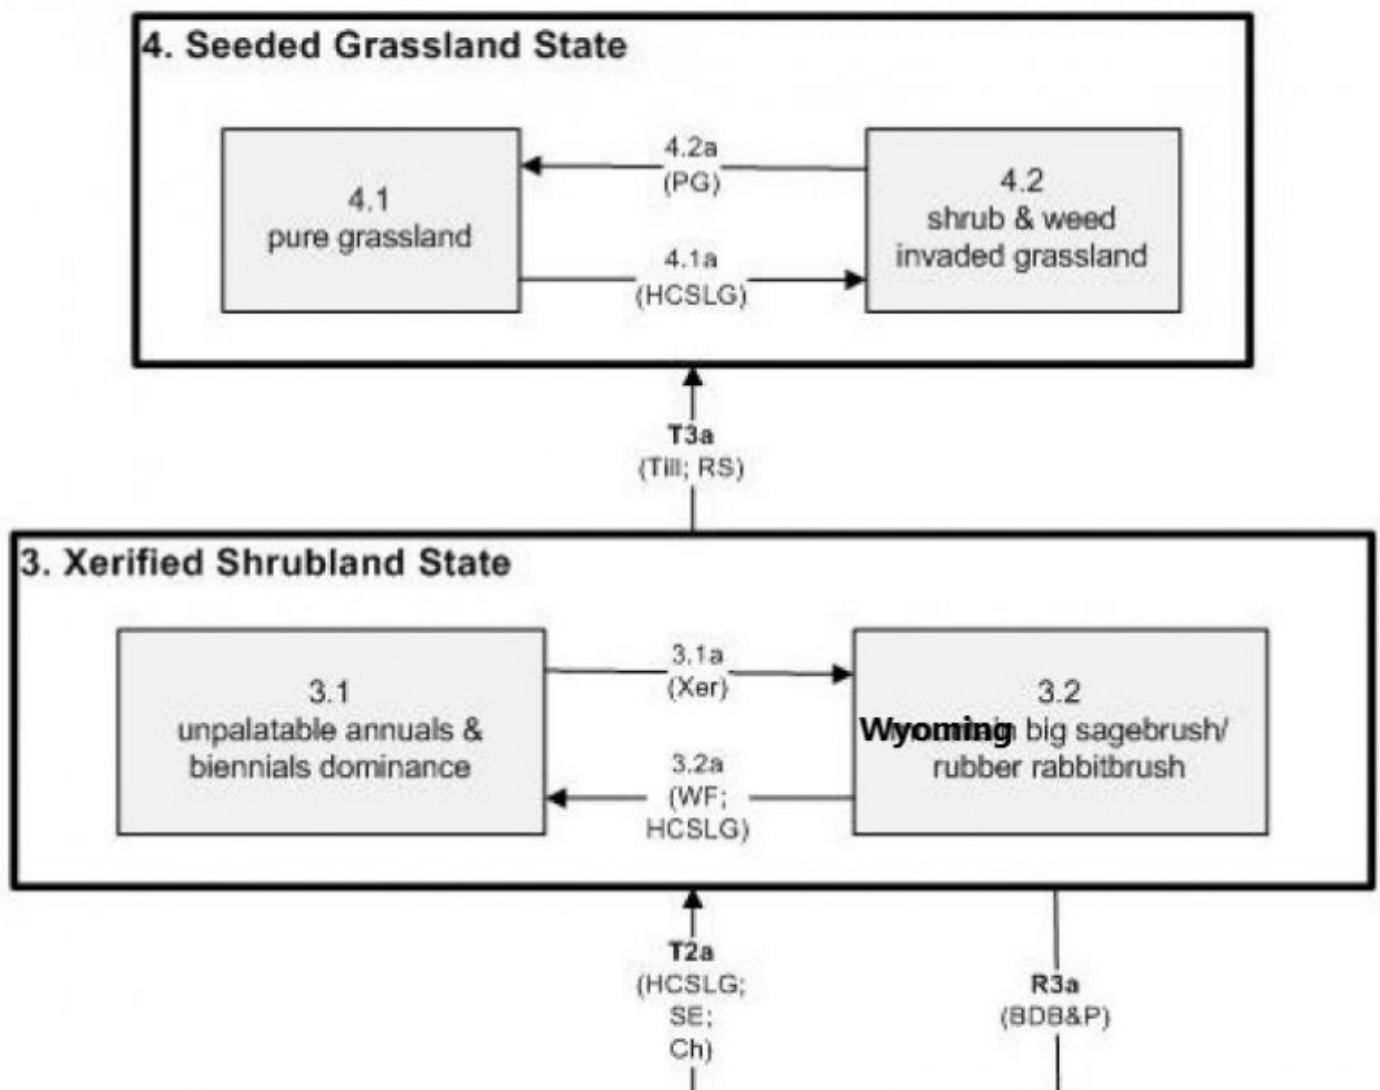 4. Seeded Grassland State
4.1
pure grassland
4.2a
(PG)
4.1a
(HCSLG)
4.2
shrub & weed
invaded grassland
T3a
(Till; RS)
3. Xerified Shrubland State
3.1
unpalatable annuals &
biennials dominance
3.1a
(Xer)
3.2a
(WF;
HCSLG)
3.2
Wyoming big sagebrush/
rubber rabbitbrush
T2a
(HCSLG;
SE;
Ch)
R3a
(BDB&P)